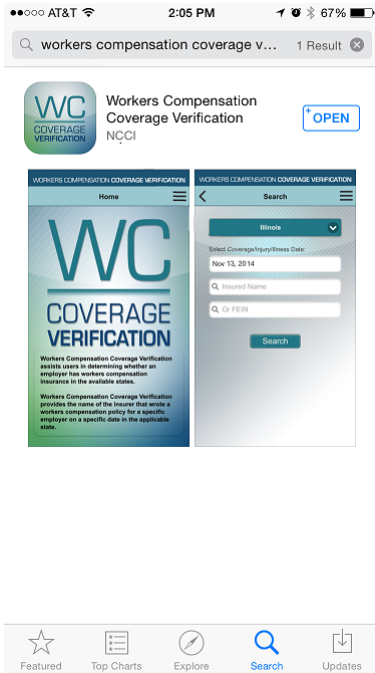 AT&T 2:05 PM 67%
workers compensation coverage v... 1 Result
WC
COVERAGE
VERIFICATION
Workers Compensation
Coverage Verification
NCCI
+OPEN
WORKERS COMPENSATION COVERAGE VERIFICATION
Home
WC
COVERAGE
VERIFICATION
Workers Compensation Coverage Verification
assists users in determining whether an
employer has workers compensation
insurance in the available states.
Workers Compensation Coverage Verification
provides the name of the insurer that wrote a
workers compensation policy for a specific
employer on a specific date in the applicable
state.
WORKERS COMPENSATION COVERAGE VERIFICATION
Search
Illinois
Select Coverage/Injury/Illness Date:
Nov 13, 2014
Insured Name
Or FEIN
Search
Featured Top Charts Explore Search Updates